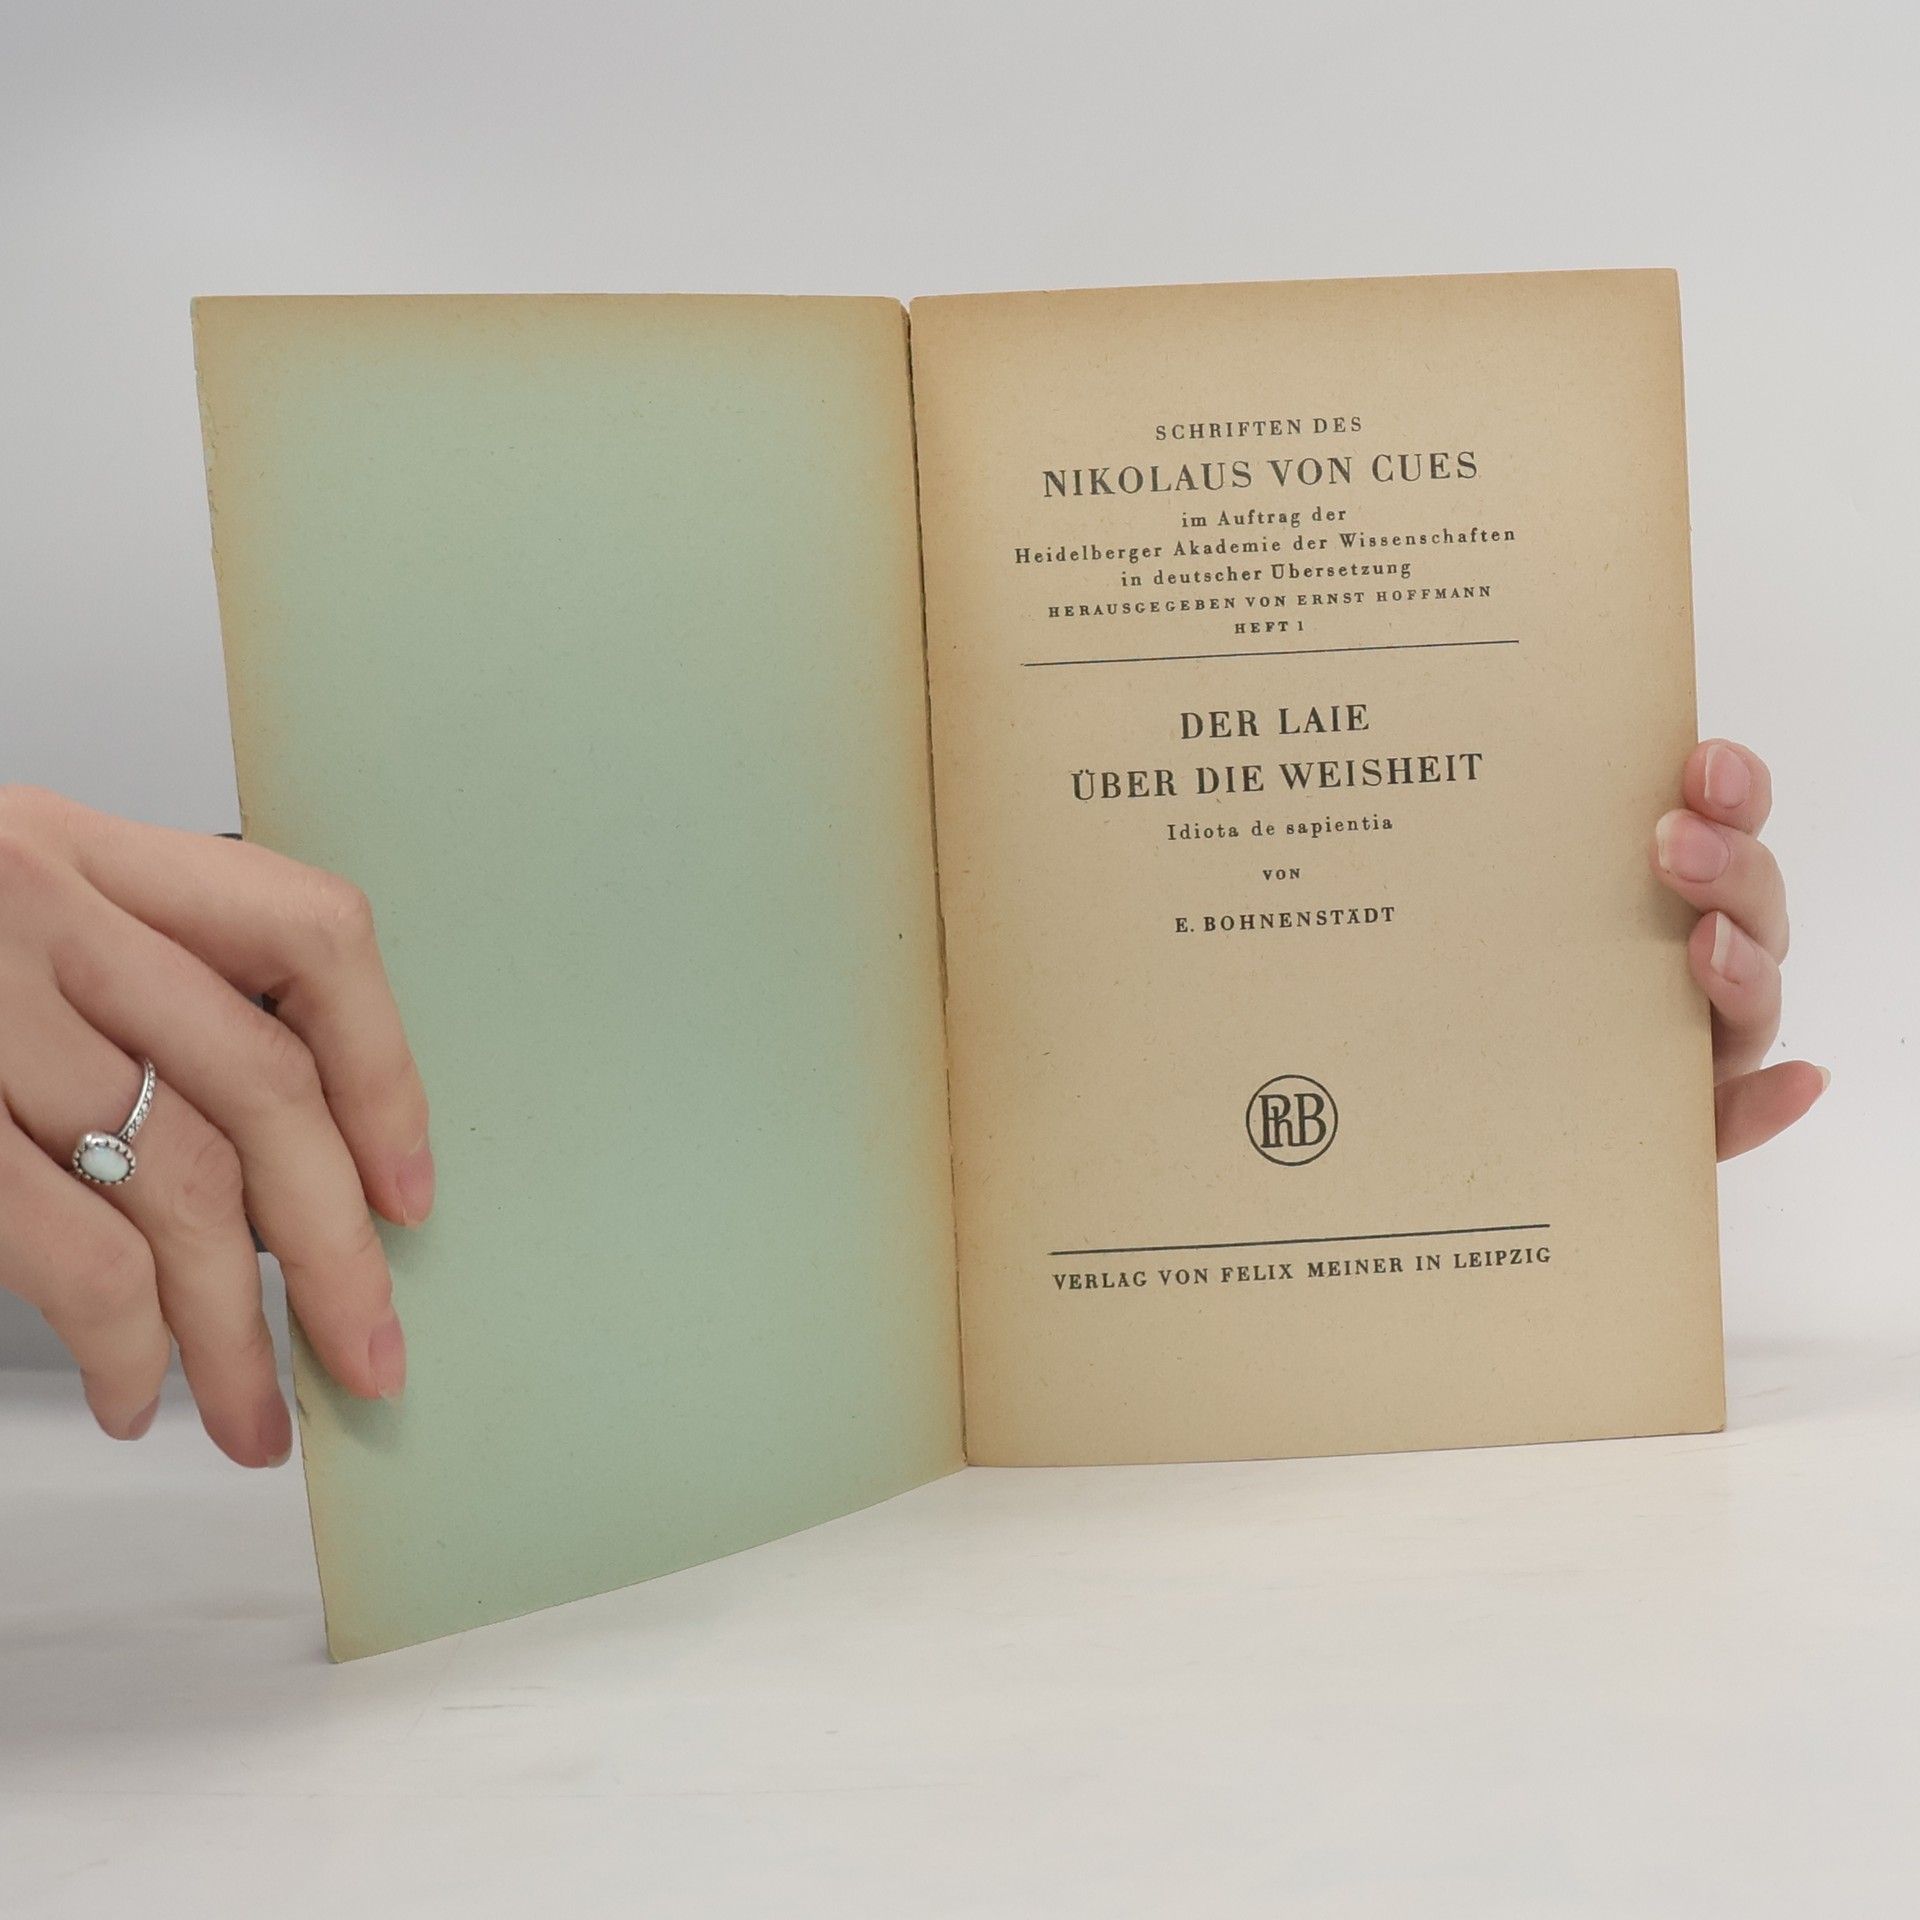 SCHRIFTEN DES
NIKOLAUS VON CUES
im Auftrag der
Heidelberger Akademie der Wissenschaften
in deutscher Übersetzung
HERAUSGEGEBEN VON ERNST HOFFMANN
HEFT 1
DER LAIE
ÜBER DIE WEISHEIT
Idiota de sapientia
VON
E. BOHNENSTÄDT
PhB
VERLAG VON FELIX MEINER IN LEIPZIG